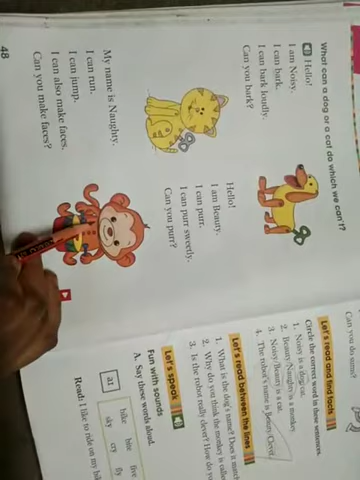 What can a dog or a cat do which we can't?
Hello!
I am Noisy.
I can bark.
I can bark loudly.
Can you bark?
Hello!
I am Beauty.
I can purr.
I can purr sweetly.
Can you purr?
My name is Naughty.
I can run.
I can jump.
I can also make faces.
Can you make faces?
48
Can you do sums?
Let's read and find facts
Circle the correct word in these sentences.
1. Noisy is a dog/cat.
2. Beauty/Naughty is a monkey
3. Noisy/Beauty is a cat.
4. The robot's name is Beauty/Clever.
Let's read between the lines
1. What is the dog's name? Does it
2. Why do you think the monkey is
3. Is the robot really clever? How do
Let's speak
Fun with sounds
A. Say these words aloud.
aɪ
hike bite five
sky cry fly
Read: I like to ride on my